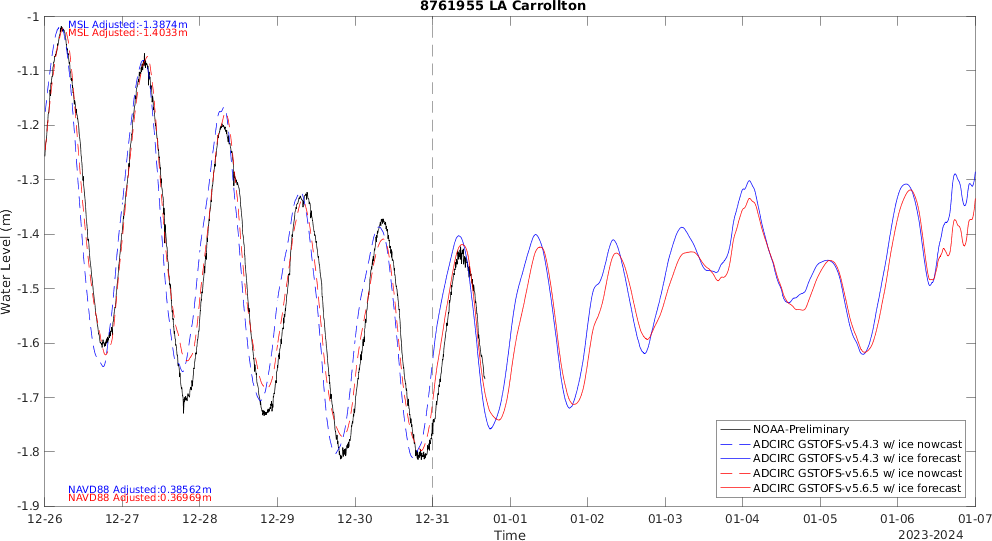 8761955 LA Carrollton
MSL Adjusted:-1.3874m
MSL Adjusted:-1.4033m
-1
-1.1
-1.2
-1.3
-1.4
-1.5
-1.6
-1.7
-1.8
-1.9
Water Level (m)
NOAA-Preliminary
ADCIRC GSTOFS-v5.4.3 w/ ice nowcast
ADCIRC GSTOFS-v5.4.3 w/ ice forecast
ADCIRC GSTOFS-v5.6.5 w/ ice nowcast
ADCIRC GSTOFS-v5.6.5 w/ ice forecast
NAVD88 Adjusted:0.38562m
NAVD88 Adjusted:0.36969m
12-26 12-27 12-28 12-29 12-30 12-31 01-01 01-02 01-03 01-04 01-05 01-06 01-07
Time
2023-2024